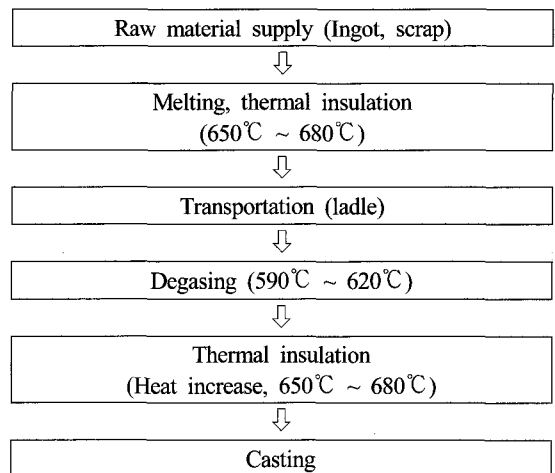 Raw material supply (Ingot, scrap)
Melting, thermal insulation
(650℃ ~ 680℃)
Transportation (ladle)
Degasing (590℃ ~ 620℃)
Thermal insulation
(Heat increase, 650℃ ~ 680℃)
Casting